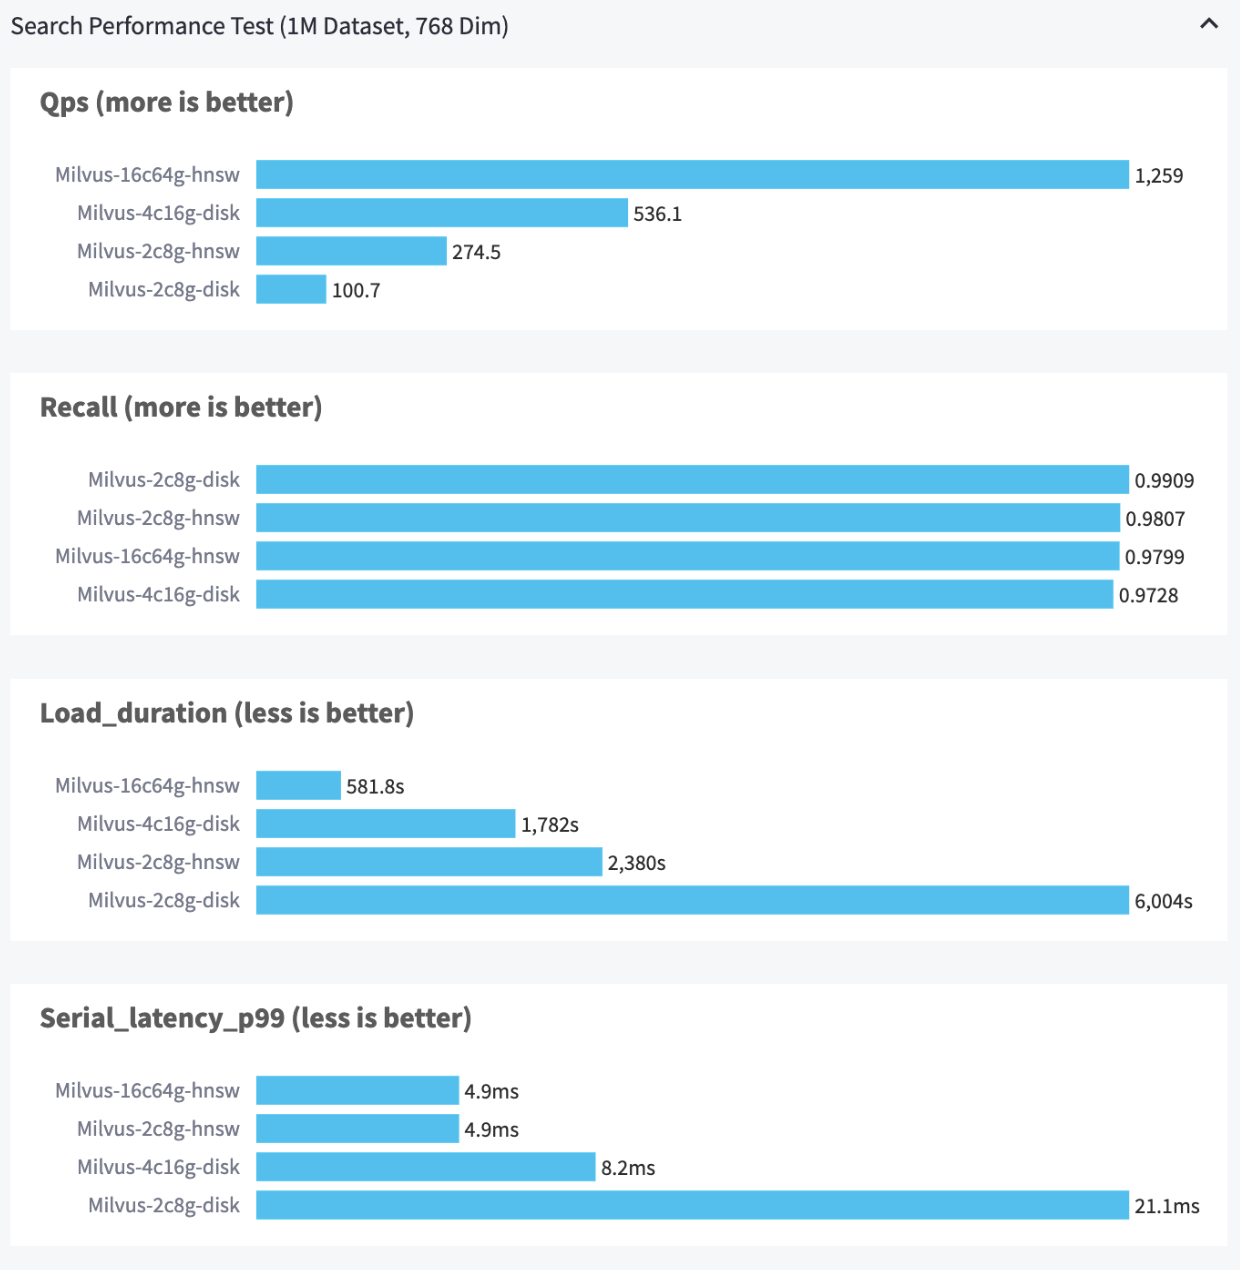 Search Performance Test (1M Dataset, 768 Dim)
Qps (more is better)
Milvus-16c64g-hnsw 1,259
Milvus-4c16g-disk 536.1
Milvus-2c8g-hnsw 274.5
Milvus-2c8g-disk 100.7
Recall (more is better)
Milvus-2c8g-disk 0.9909
Milvus-2c8g-hnsw 0.9807
Milvus-16c64g-hnsw 0.9799
Milvus-4c16g-disk 0.9728
Load_duration (less is better)
Milvus-16c64g-hnsw 581.8s
Milvus-4c16g-disk 1,782s
Milvus-2c8g-hnsw 2,380s
Milvus-2c8g-disk 6,004s
Serial_latency_p99 (less is better)
Milvus-16c64g-hnsw 4.9ms
Milvus-2c8g-hnsw 4.9ms
Milvus-4c16g-disk 8.2ms
Milvus-2c8g-disk 21.1ms